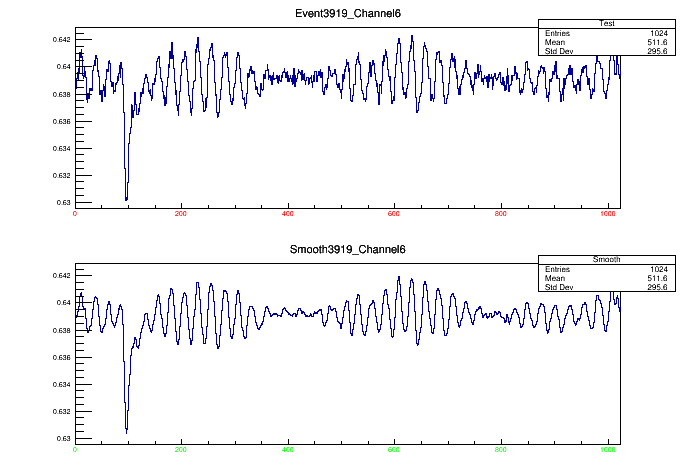 Event3919_Channel6
Test
Entries 1024
Mean 511.6
Std Dev 295.6
0.642
0.64
0.638
0.636
0.634
0.632
0.63
0 200 400 600 800 1000
Smooth3919_Channel6
Smooth
Entries 1024
Mean 511.6
Std Dev 295.6
0.642
0.64
0.638
0.636
0.634
0.632
0.63
0 200 400 600 800 1000